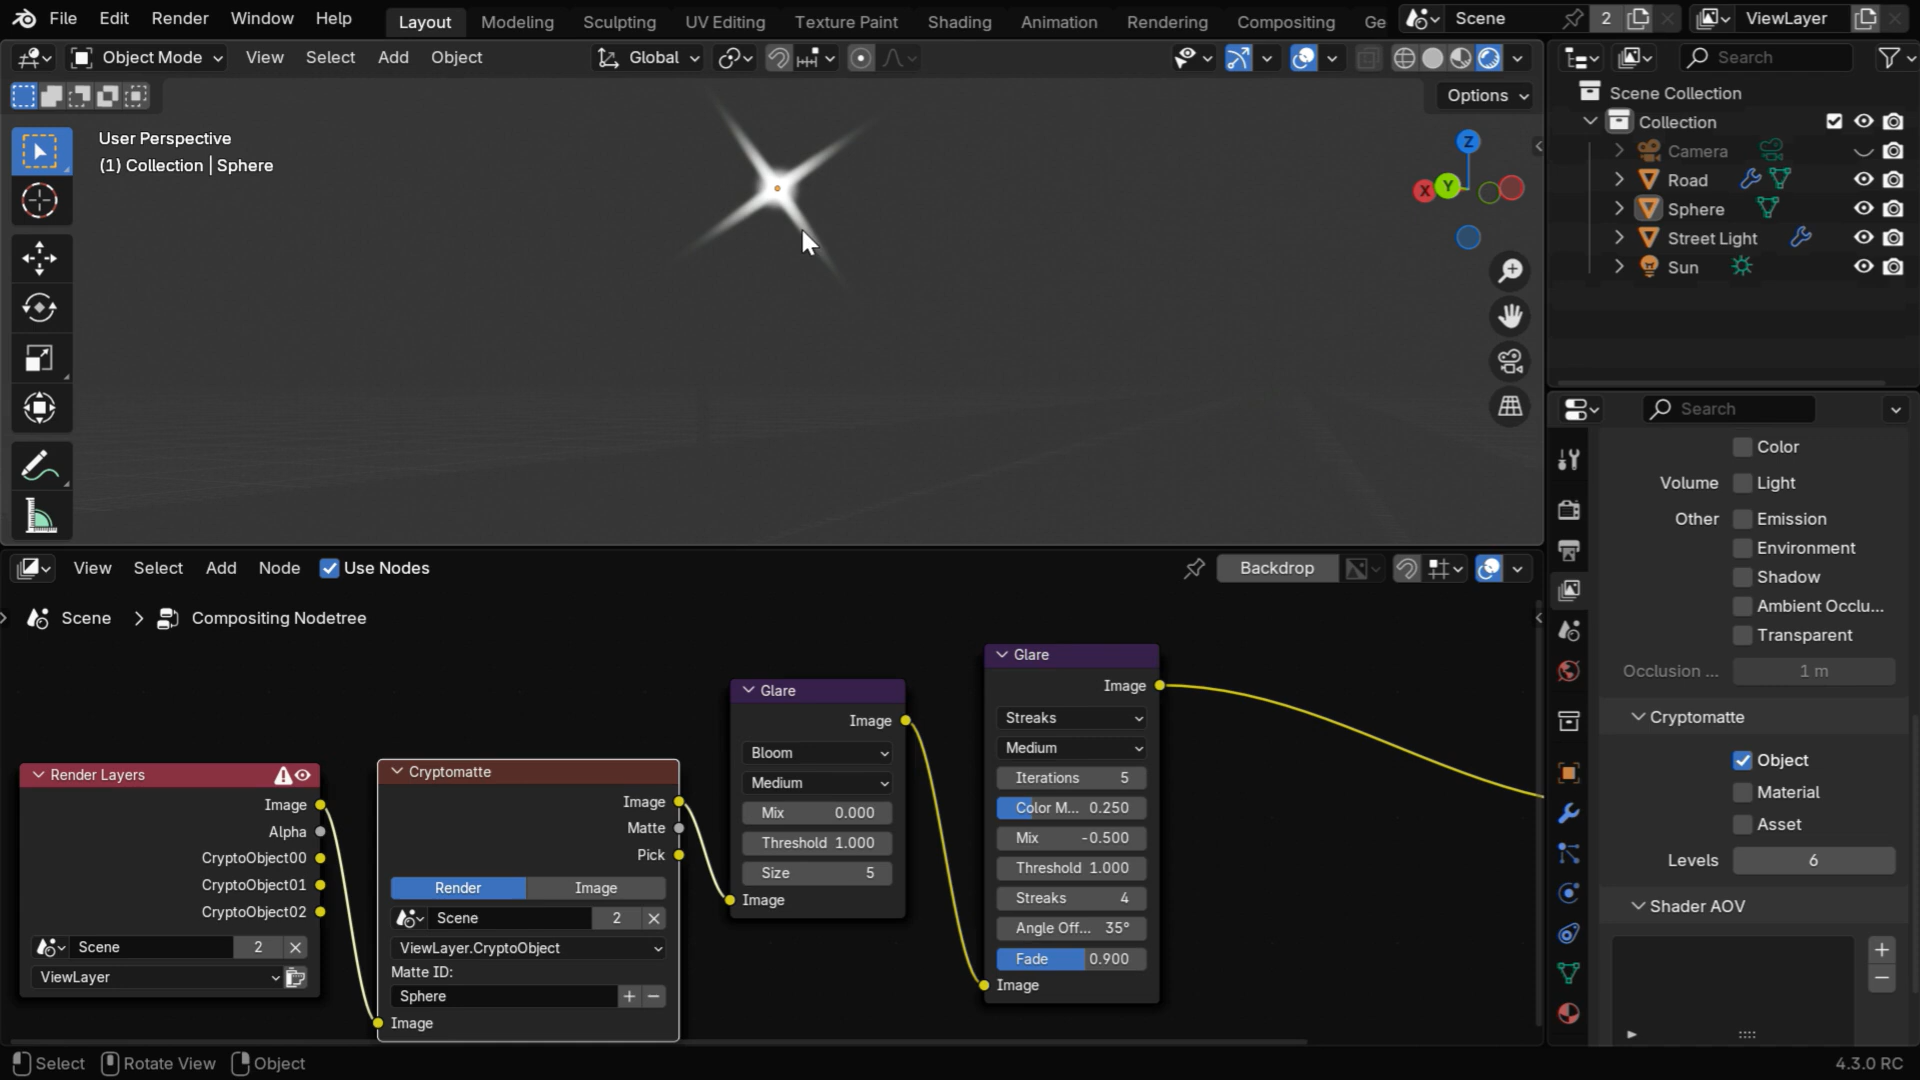 File Edit Render Window Help Layout Modeling Sculpting UV Editing Texture Paint Shading Animation Rendering Compositing Ge Scene 2 ViewLayer
Object Mode View Select Add Object Global Search
Options
User Perspective
(1) Collection | Sphere
Z
X Y
Scene Collection
Collection
Camera
Road
Sphere
Street Light
Sun
Search
Color
Volume Light
Other Emission
Environment
Shadow
Ambient Occlu...
Transparent
Occlusion ... 1 m
Cryptomatte
Object
Material
Asset
Levels 6
Shader AOV
View Select Add Node Use Nodes Backdrop
Scene Compositing Nodetree
Render Layers
Image
Alpha
CryptoObject00
CryptoObject01
CryptoObject02
Scene 2
ViewLayer
Cryptomatte
Image
Matte
Pick
Render Image
Scene 2
ViewLayer.CryptoObject
Matte ID:
Sphere
Image
Glare
Image
Bloom
Medium
Mix 0.000
Threshold 1.000
Size 5
Image
Glare
Image
Streaks
Medium
Iterations 5
Color M... 0.250
Mix -0.500
Threshold 1.000
Streaks 4
Angle Off... 35°
Fade 0.900
Image
Select Rotate View Object 4.3.0 RC